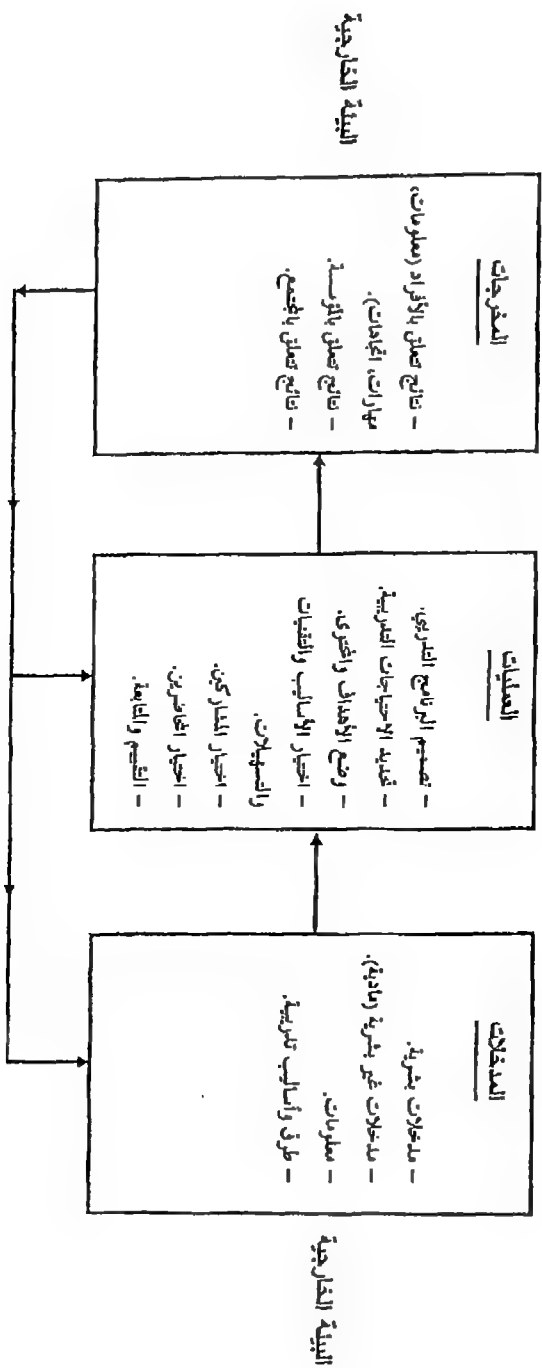 البيئة الخارجية
المدخلات
- مدخلات بشرية.
- مدخلات غير بشرية (مادية).
- معلومات.
- طرق وأساليب تدريبية.
العمليات
- تصميم البرنامج التدريبي.
- تحديد الاحتياجات التدريبية.
- وضع الأهداف والمحتوى.
- اختيار الأساليب والتقنيات
والتسهيلات.
- اختيار المشاركين.
- اختيار المحاضرين.
- التقييم والمتابعة.
المخرجات
- نتائج تتعلق بالأفراد (معلومات،
مهارات، اتجاهات).
- نتائج تتعلق بالمؤسسة.
- نتائج تتعلق بالمجتمع.
البيئة الخارجية